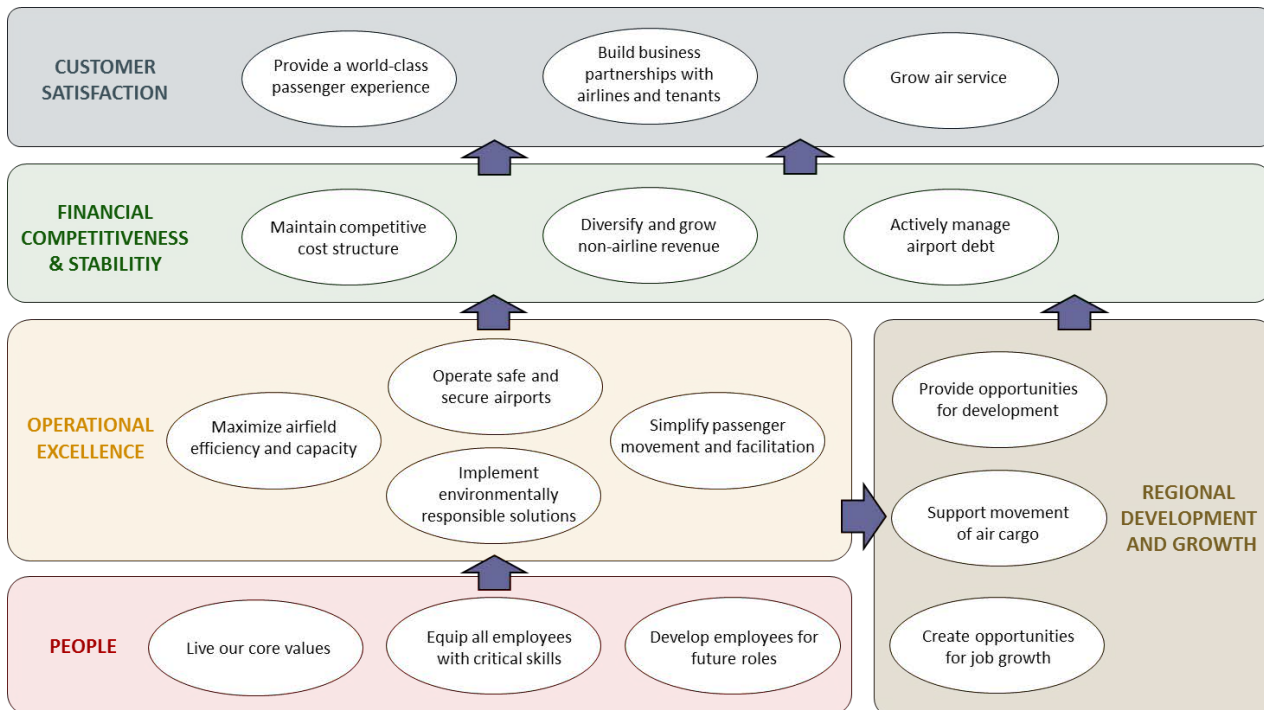 CUSTOMER
SATISFACTION
Provide a world-class
passenger experience
Build business
partnerships with
airlines and tenants
Grow air service
FINANCIAL
COMPETITIVENESS
& STABILITIY
Maintain competitive
cost structure
Diversify and grow
non-airline revenue
Actively manage
airport debt
OPERATIONAL
EXCELLENCE
Maximize airfield
efficiency and capacity
Operate safe and
secure airports
Implement
environmentally
responsible solutions
Simplify passenger
movement and facilitation
Provide opportunities
for development
Support movement
of air cargo
Create opportunities
for job growth
REGIONAL
DEVELOPMENT
AND GROWTH
PEOPLE
Live our core values
Equip all employees
with critical skills
Develop employees for
future roles